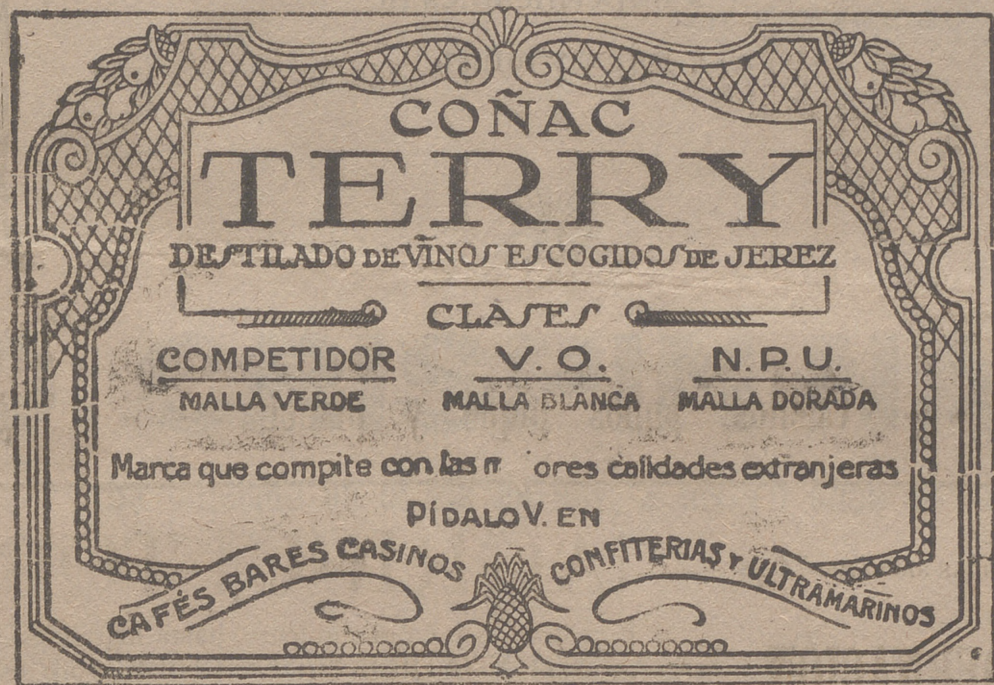 COÑAC
TERRY
DESTILADO DE VINOS ESCOGIDOS DE JEREZ
CLASES
COMPETIDOR V. O. N. P. U.
MALLA VERDE MALLA BLANCA MALLA DORADA
Marca que compite con las m ores calidades extranjeras
PÍDALO V. EN
CAFÉS BARES CASINOS CONFITERIAS Y ULTRAMARINOS